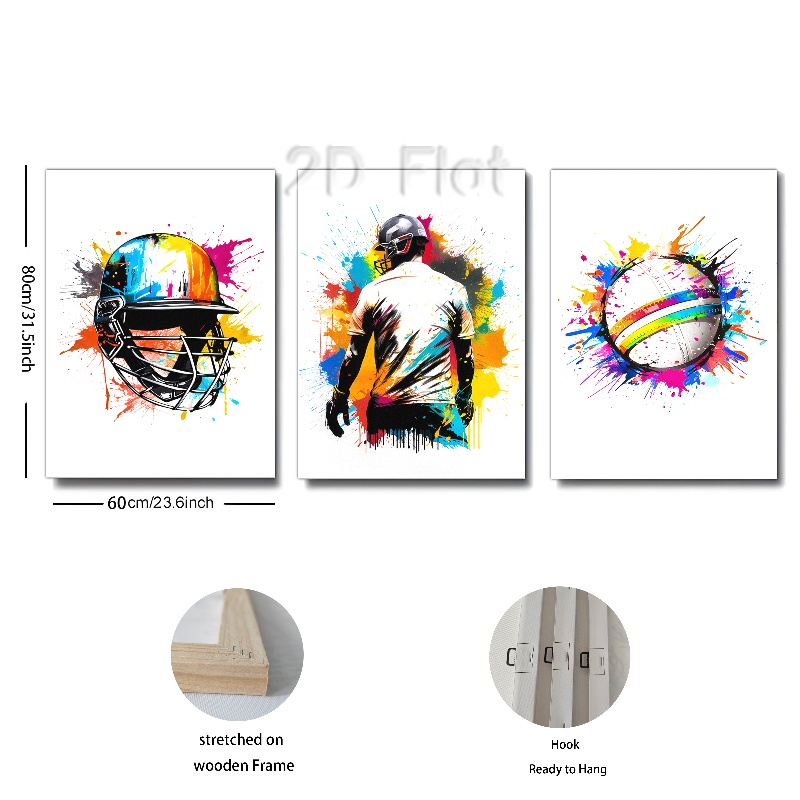 2D Flat
80cm/31.5inch
60cm/23.6inch
stretched on
wooden Frame
Hook
Ready to Hang